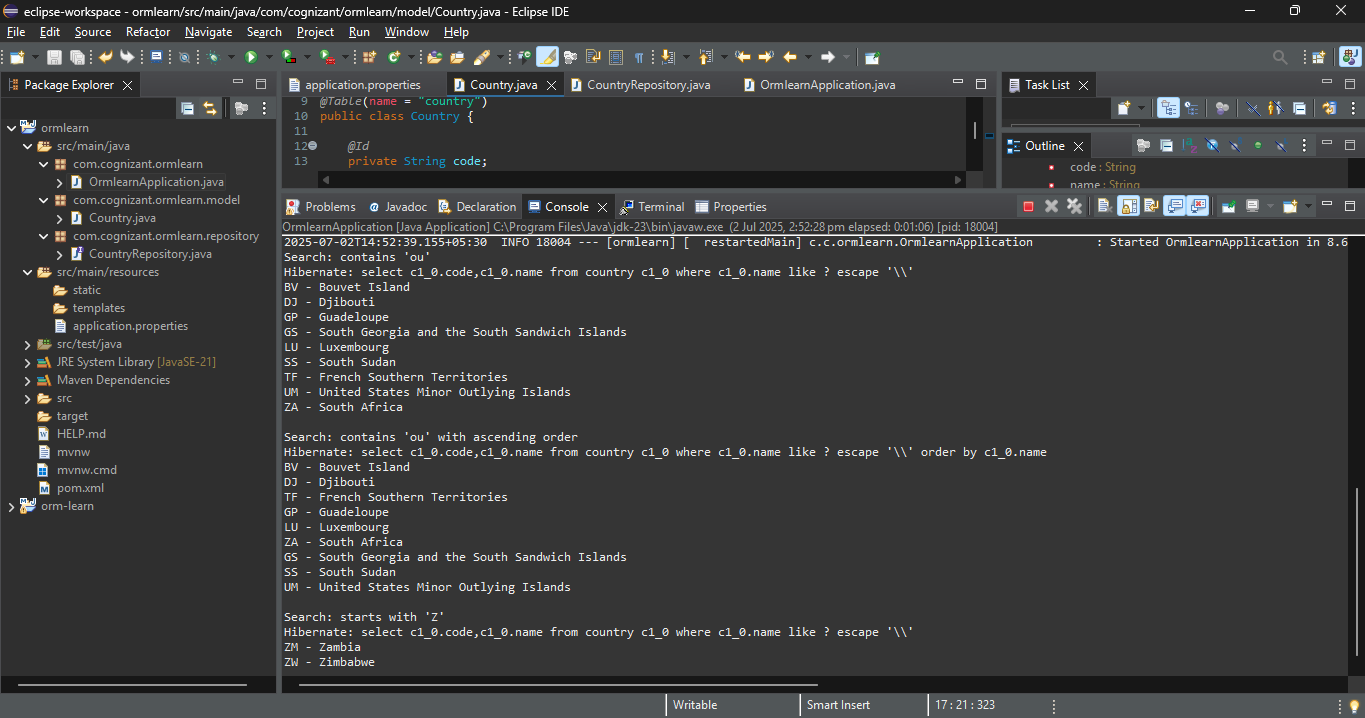 eclipse-workspace - ormlearn/src/main/java/com/cognizant/ormlearn/model/Country.java - Eclipse IDE
File Edit Source Refactor Navigate Search Project Run Window Help
Package Explorer
ormlearn
src/main/java
com.cognizant.ormlearn
OrmlearnApplication.java
com.cognizant.ormlearn.model
Country.java
com.cognizant.ormlearn.repository
CountryRepository.java
src/main/resources
static
templates
application.properties
src/test/java
JRE System Library [JavaSE-21]
Maven Dependencies
src
target
HELP.md
mvnw
mvnw.cmd
pom.xml
orm-learn
application.properties Country.java CountryRepository.java OrmlearnApplication.java
9 @Table(name = "country")
10 public class Country {
11
12 @Id
13 private String code;
Task List
Outline
code : String
name : String
Problems Javadoc Declaration Console Terminal Properties
OrmlearnApplication [Java Application] C:\Program Files\Java\jdk-23\bin\javaw.exe (2 Jul 2025, 2:52:28 pm elapsed: 0:01:06) [pid: 18004]
2025-07-02T14:52:39.155+05:30 INFO 18004 --- [ormlearn] [ restartedMain] c.c.ormlearn.OrmlearnApplication : Started OrmlearnApplication in 8.6
Search: contains 'ou'
Hibernate: select c1_0.code,c1_0.name from country c1_0 where c1_0.name like ? escape '\\'
BV - Bouvet Island
DJ - Djibouti
GP - Guadeloupe
GS - South Georgia and the South Sandwich Islands
LU - Luxembourg
SS - South Sudan
TF - French Southern Territories
UM - United States Minor Outlying Islands
ZA - South Africa
Search: contains 'ou' with ascending order
Hibernate: select c1_0.code,c1_0.name from country c1_0 where c1_0.name like ? escape '\\' order by c1_0.name
BV - Bouvet Island
DJ - Djibouti
TF - French Southern Territories
GP - Guadeloupe
LU - Luxembourg
ZA - South Africa
GS - South Georgia and the South Sandwich Islands
SS - South Sudan
UM - United States Minor Outlying Islands
Search: starts with 'Z'
Hibernate: select c1_0.code,c1_0.name from country c1_0 where c1_0.name like ? escape '\\'
ZM - Zambia
ZW - Zimbabwe
Writable Smart Insert 17 : 21 : 323